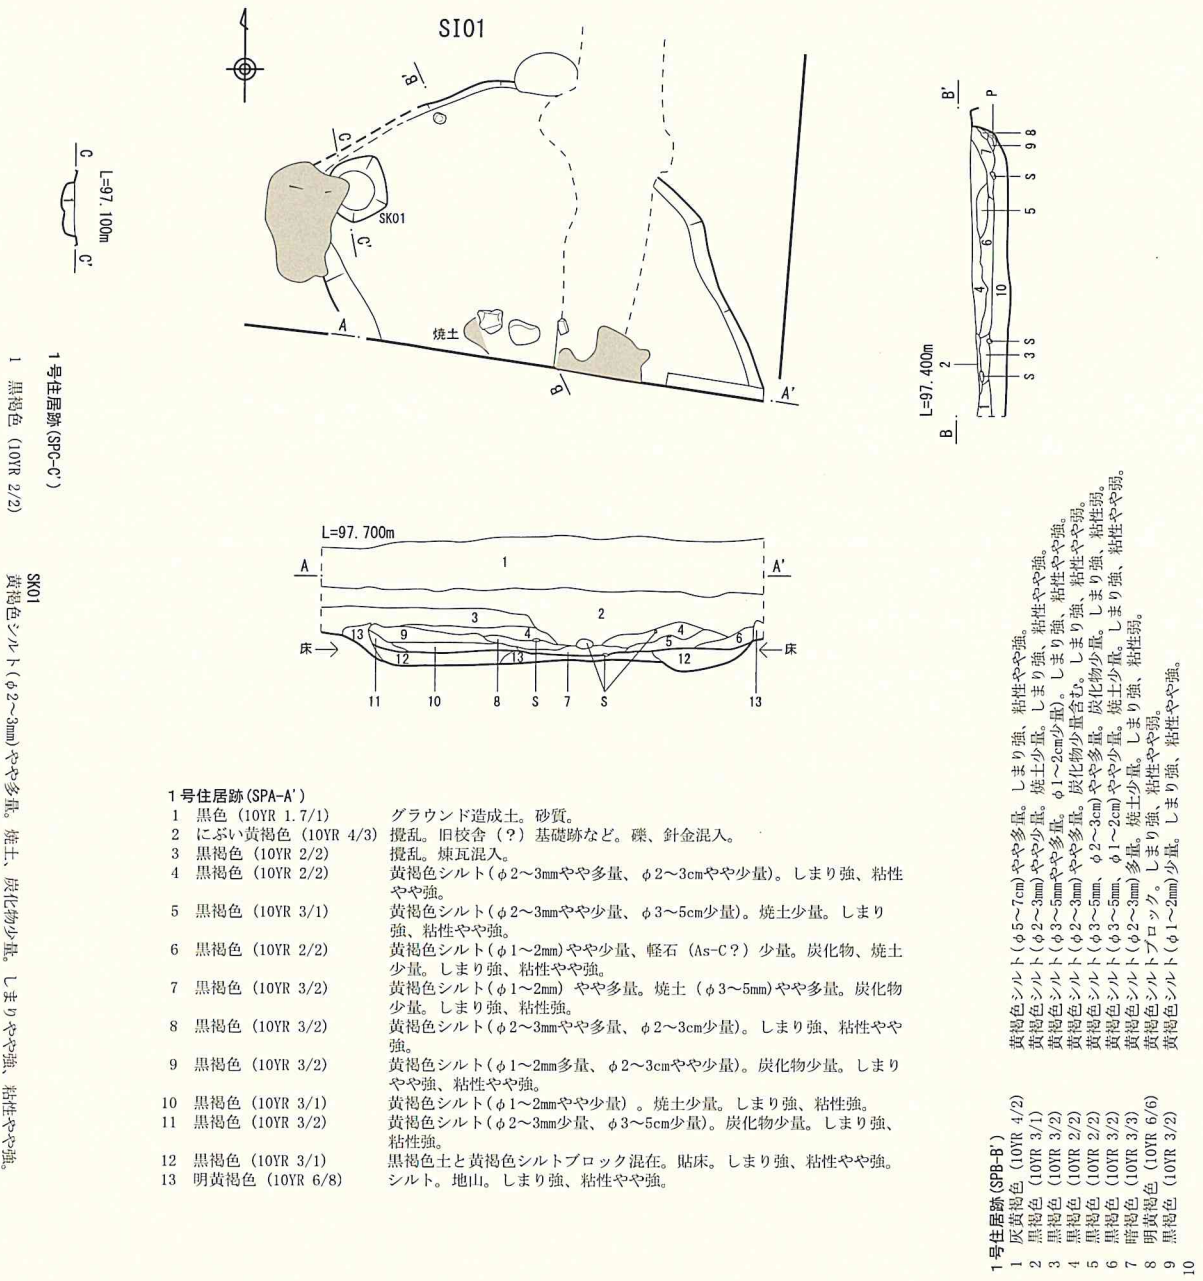 SI01
B'
C
SK01
C'
A
焼土
B
A'
C
L=97.100m
1
C'
B'
P
8
9
7
S
5
6
4
10
S
3
2
S
1
L=97.400m
B
L=97.700m
A
1
A'
2
3
13
9
4
4
5
6
床
12
13
12
床
11
10
8
S
7
S
13
1号住居跡(SPA-A')
1 黒色 (10YR 1.7/1) グラウンド造成土。砂質。
2 にぶい黄褐色 (10YR 4/3) 攪乱。旧校舎（？）基礎跡など。礫、針金混入。
3 黒褐色 (10YR 2/2) 攪乱。煉瓦混入。
4 黒褐色 (10YR 2/2) 黄褐色シルト(φ2～3mmやや多量、φ2～3cmやや少量)。しまり強、粘性
やや強。
5 黒褐色 (10YR 3/1) 黄褐色シルト(φ2～3mmやや少量、φ3～5cm少量)。焼土少量。しまり
強、粘性やや強。
6 黒褐色 (10YR 2/2) 黄褐色シルト(φ1～2mm)やや少量、軽石（As-C？）少量。炭化物、焼土
少量。しまり強、粘性やや強。
7 黒褐色 (10YR 3/2) 黄褐色シルト(φ1～2mm) やや多量。焼土（φ3～5mm)やや多量。炭化物
少量。しまり強、粘性強。
8 黒褐色 (10YR 3/2) 黄褐色シルト(φ2～3mmやや多量、φ2～3cm少量)。しまり強、粘性やや
強。
9 黒褐色 (10YR 3/2) 黄褐色シルト(φ1～2mm多量、φ2～3cmやや少量)。炭化物少量。しまり
やや強、粘性やや強。
10 黒褐色 (10YR 3/1) 黄褐色シルト(φ1～2mmやや少量) 。焼土少量。しまり強、粘性強。
11 黒褐色 (10YR 3/2) 黄褐色シルト(φ2～3mm少量、φ3～5cm少量)。炭化物少量。しまり強、
粘性強。
12 黒褐色 (10YR 3/1) 黒褐色土と黄褐色シルトブロック混在。貼床。しまり強、粘性やや強。
13 明黄褐色 (10YR 6/8) シルト。地山。しまり強、粘性やや強。
1号住居跡(SPC-C')
SK01
1 黒褐色 (10YR 2/2) 黄褐色シルト(φ2～3mm)やや多量。焼土、炭化物少量。しまりやや強、粘性やや強。
1号住居跡(SPB-B')
1 灰黄褐色 (10YR 4/2) 黄褐色シルト(φ5～7cm)やや多量。しまり強、粘性やや強。
2 黒褐色 (10YR 3/1) 黄褐色シルト(φ2～3mm)やや少量。焼土少量。しまり強、粘性やや強。
3 黒褐色 (10YR 3/2) 黄褐色シルト(φ3～5mmやや多量。φ1～2cm少量)。しまり強、粘性やや強。
4 黒褐色 (10YR 2/2) 黄褐色シルト(φ2～3mm)やや多量。炭化物少量含む。しまり強、粘性やや弱。
5 黒褐色 (10YR 2/2) 黄褐色シルト(φ3～5mm、φ2～3cm)やや多量。炭化物少量。しまり強、粘性弱。
6 黒褐色 (10YR 3/2) 黄褐色シルト(φ3～5mm、φ1～2cm)やや少量。焼土少量。しまり強、粘性やや弱。
7 暗褐色 (10YR 3/3) 黄褐色シルト(φ2～3mm)多量。焼土少量。しまり強、粘性弱。
8 明黄褐色 (10YR 6/6) 黄褐色シルトブロック。しまり強、粘性やや弱。
9 黒褐色 (10YR 3/2) 黄褐色シルト(φ1～2mm)少量。しまり強、粘性やや強。
10